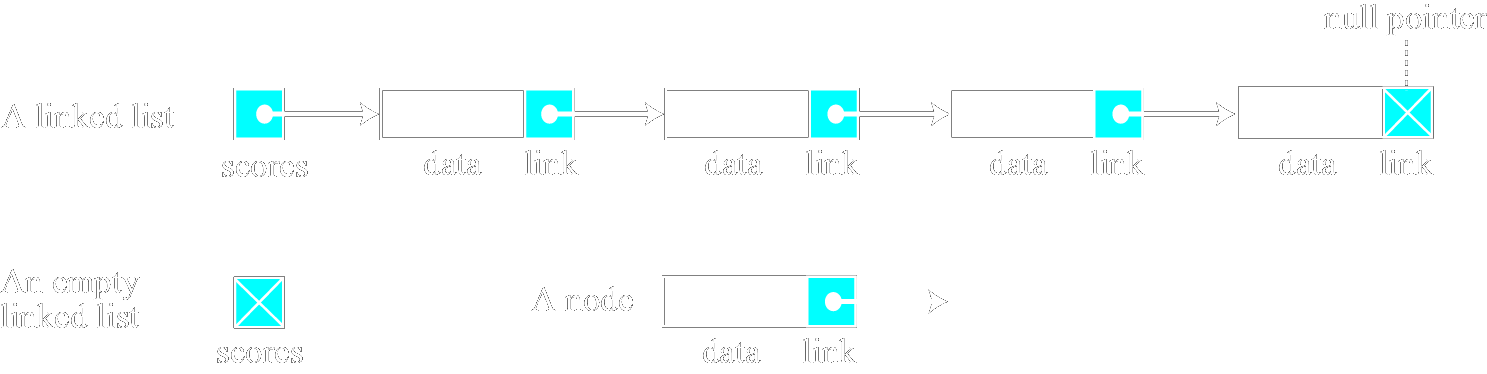 null pointer
A linked list
scores
data link
data link
data link
data link
An empty
linked list
scores
A node
data link